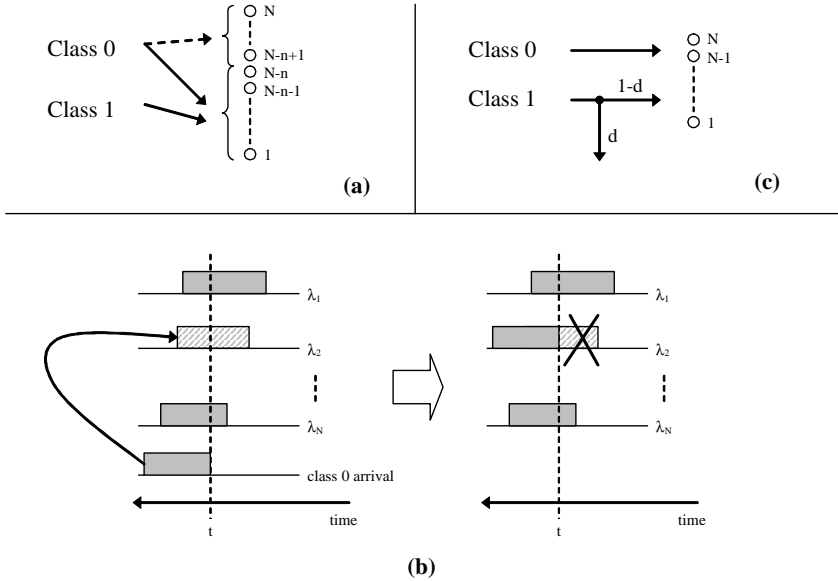 Class 0
Class 1
N
N-n+1
N-n
N-n-1
1
(a)
Class 0
Class 1
1-d
d
N
N-1
1
(c)
λ1
λ2
λN
class 0 arrival
t
time
λ1
λ2
λN
t
time
(b)